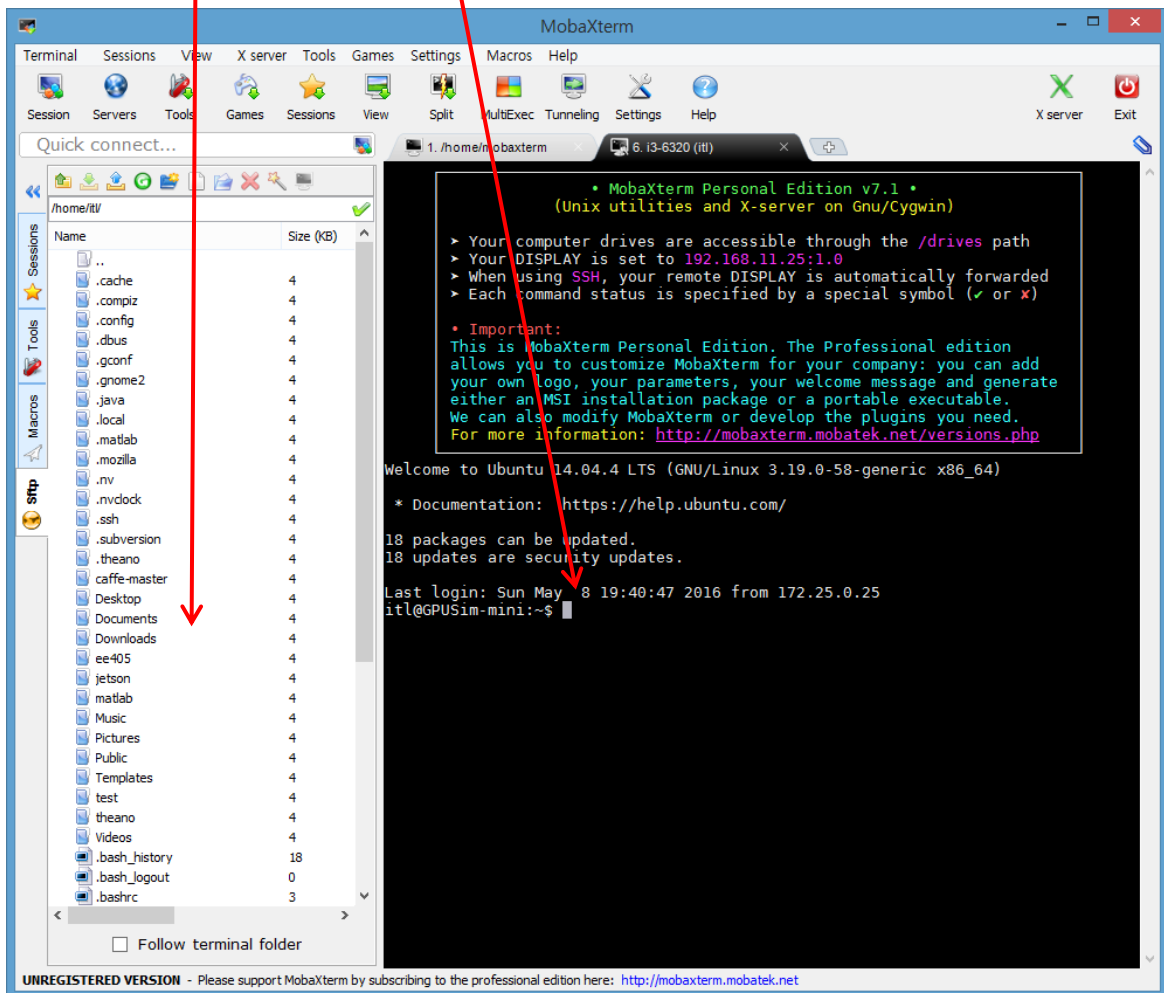 MobaXterm
Terminal Sessions View X server Tools Games Settings Macros Help
Session Servers Tools Games Sessions View Split MultiExec Tunneling Settings Help X server Exit
Quick connect...
1. /home/mobaxterm
6. i3-6320 (itl)
/home/itl/
Name Size (KB)
..
.cache 4
.compiz 4
.config 4
.dbus 4
.gconf 4
.gnome2 4
.java 4
.local 4
.matlab 4
.mozilla 4
.nv 4
.nvclock 4
.ssh 4
.subversion 4
.theano 4
caffe-master 4
Desktop 4
Documents 4
Downloads 4
ee405 4
jetson 4
matlab 4
Music 4
Pictures 4
Public 4
Templates 4
test 4
theano 4
Videos 4
.bash_history 18
.bash_logout 0
.bashrc 3
Follow terminal folder
Sessions
Tools
Macros
Sftp
• MobaXterm Personal Edition v7.1 •
(Unix utilities and X-server on Gnu/Cygwin)
➤ Your computer drives are accessible through the /drives path
➤ Your DISPLAY is set to 192.168.11.25:1.0
➤ When using SSH, your remote DISPLAY is automatically forwarded
➤ Each command status is specified by a special symbol (✔ or ✘)
• Important:
This is MobaXterm Personal Edition. The Professional edition
allows you to customize MobaXterm for your company: you can add
your own logo, your parameters, your welcome message and generate
either an MSI installation package or a portable executable.
We can also modify MobaXterm or develop the plugins you need.
For more information: http://mobaxterm.mobatek.net/versions.php
Welcome to Ubuntu 14.04.4 LTS (GNU/Linux 3.19.0-58-generic x86_64)
* Documentation: https://help.ubuntu.com/
18 packages can be updated.
18 updates are security updates.
Last login: Sun May 8 19:40:47 2016 from 172.25.0.25
itl@GPUSim-mini:~$
UNREGISTERED VERSION - Please support MobaXterm by subscribing to the professional edition here: http://mobaxterm.mobatek.net